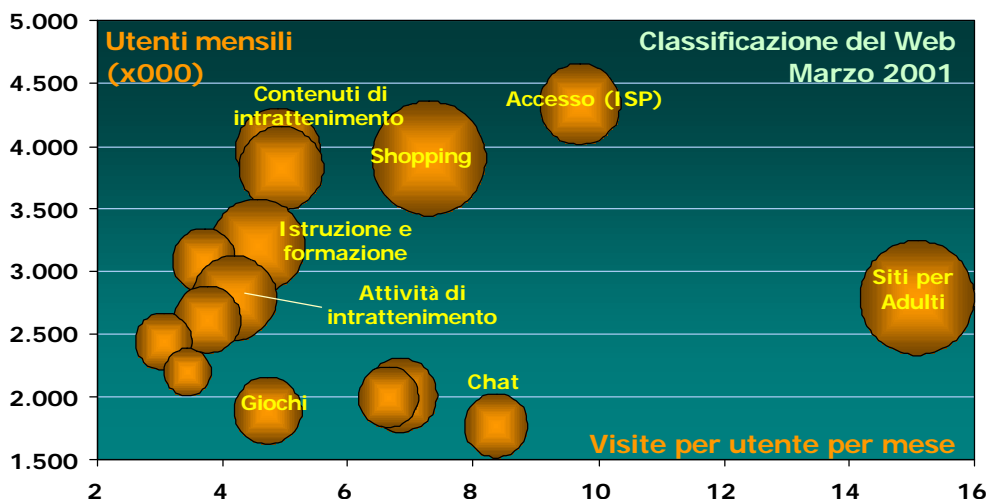 5.000
4.500
4.000
3.500
3.000
2.500
2.000
1.500
Utenti mensili
(x000)
Classificazione del Web
Marzo 2001
Contenuti di
intrattenimento
Accesso (ISP)
Shopping
Istruzione e
formazione
Attività di
intrattenimento
Siti per
Adulti
Giochi
Chat
Visite per utente per mese
2
4
6
8
10
12
14
16